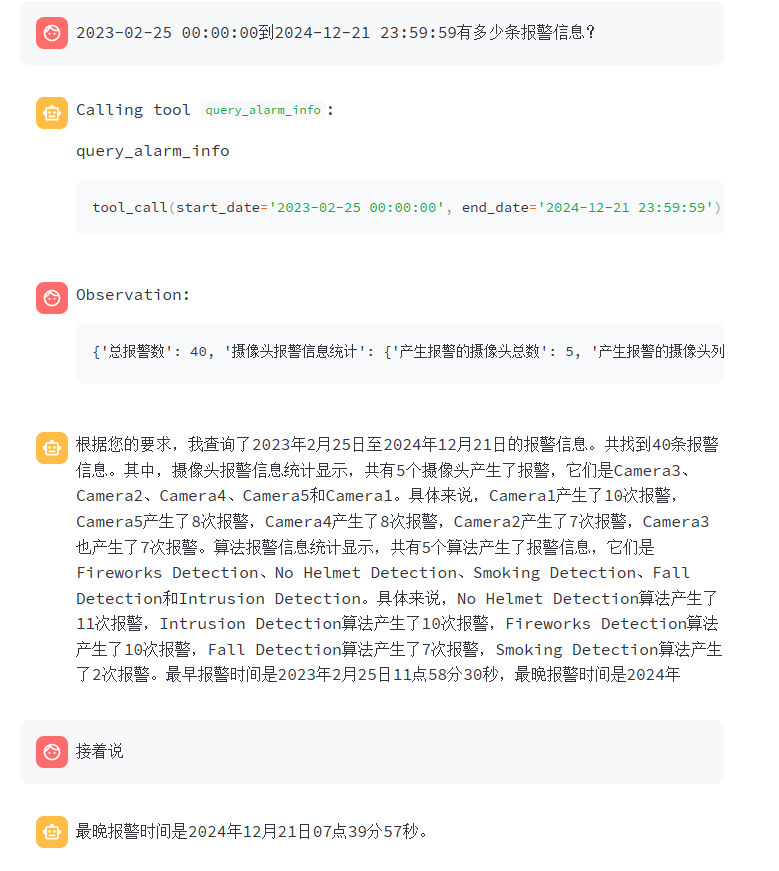 2023-02-25 00:00:00到2024-12-21 23:59:59有多少条报警信息？
Calling tool query_alarm_info:
query_alarm_info
tool_call(start_date='2023-02-25 00:00:00', end_date='2024-12-21 23:59:59')
Observation:
{'总报警数': 40, '摄像头报警信息统计': {'产生报警的摄像头总数': 5, '产生报警的摄像头列
根据您的要求，我查询了2023年2月25日至2024年12月21日的报警信息。共找到40条报警
信息。其中，摄像头报警信息统计显示，共有5个摄像头产生了报警，它们是Camera3、
Camera2、Camera4、Camera5和Camera1。具体来说，Camera1产生了10次报警，
Camera5产生了8次报警，Camera4产生了8次报警，Camera2产生了7次报警，Camera3
也产生了7次报警。算法报警信息统计显示，共有5个算法产生了报警信息，它们是
Fireworks Detection、No Helmet Detection、Smoking Detection、Fall
Detection和Intrusion Detection。具体来说，No Helmet Detection算法产生了
11次报警，Intrusion Detection算法产生了10次报警，Fireworks Detection算法
产生了10次报警，Fall Detection算法产生了7次报警，Smoking Detection算法产生
了2次报警。最早报警时间是2023年2月25日11点58分30秒，最晚报警时间是2024年
接着说
最晚报警时间是2024年12月21日07点39分57秒。